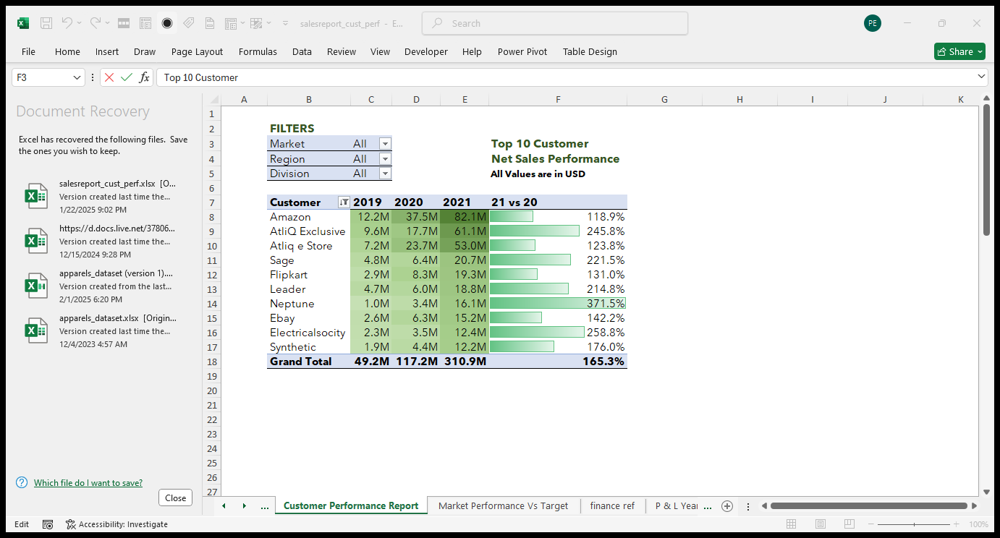 salesreport_cust_perf - E...
Search
PE
File Home Insert Draw Page Layout Formulas Data Review View Developer Help Power Pivot Table Design
Share
F3
fx
Top 10 Customer
Document Recovery
Excel has recovered the following files. Save
the ones you wish to keep.
salesreport_cust_perf.xlsx [O...
Version created last time the...
1/22/2025 9:02 PM
https://d.docs.live.net/37806...
Version created last time the...
12/15/2024 9:28 PM
apparels_dataset (version 1)....
Version created from the last...
2/1/2025 6:20 PM
apparels_dataset.xlsx [Origin...
Version created last time the...
12/4/2023 4:57 AM
Which file do I want to save?
Close
A B C D E F G H I J K
1
2 FILTERS
3 Market All Top 10 Customer
4 Region All Net Sales Performance
5 Division All All Values are in USD
6
7 Customer 2019 2020 2021 21 vs 20
8 Amazon 12.2M 37.5M 82.1M 118.9%
9 AtliQ Exclusive 9.6M 17.7M 61.1M 245.8%
10 Atliq e Store 7.2M 23.7M 53.0M 123.8%
11 Sage 4.8M 6.4M 20.7M 221.5%
12 Flipkart 2.9M 8.3M 19.3M 131.0%
13 Leader 4.7M 6.0M 18.8M 214.8%
14 Neptune 1.0M 3.4M 16.1M 371.5%
15 Ebay 2.6M 6.3M 15.2M 142.2%
16 Electricalsocity 2.3M 3.5M 12.4M 258.8%
17 Synthetic 1.9M 4.4M 12.2M 176.0%
18 Grand Total 49.2M 117.2M 310.9M 165.3%
19
20
21
22
23
24
25
26
27
... Customer Performance Report Market Performance Vs Target finance ref P & L Year ...
Edit Accessibility: Investigate 100%